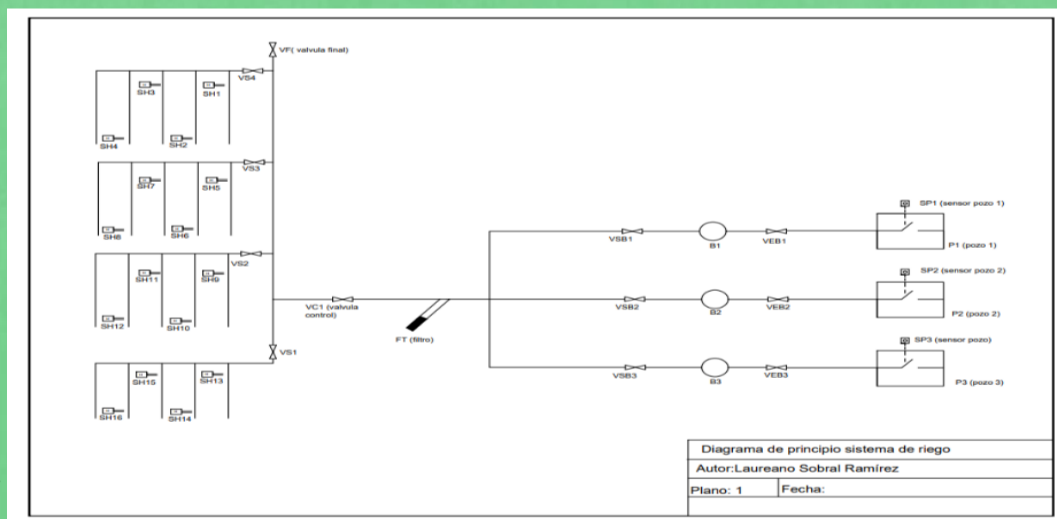 VF( valvula final)
VS4
SH3
SH1
SH4
SH2
VS3
SH7
SH5
SH8
SH6
VS2
SH11
SH9
SH12
SH10
VS1
SH15
SH13
SH16
SH14
VC1 (valvula
control)
FT (filtro)
VSB1
B1
VEB1
SP1 (sensor pozo 1)
P1 (pozo 1)
VSB2
B2
VEB2
SP2 (sensor pozo 2)
P2 (pozo 2)
VSB3
B3
VEB3
SP3 (sensor pozo)
P3 (pozo 3)
Diagrama de principio sistema de riego
Autor:Laureano Sobral Ramírez
Plano: 1
Fecha: